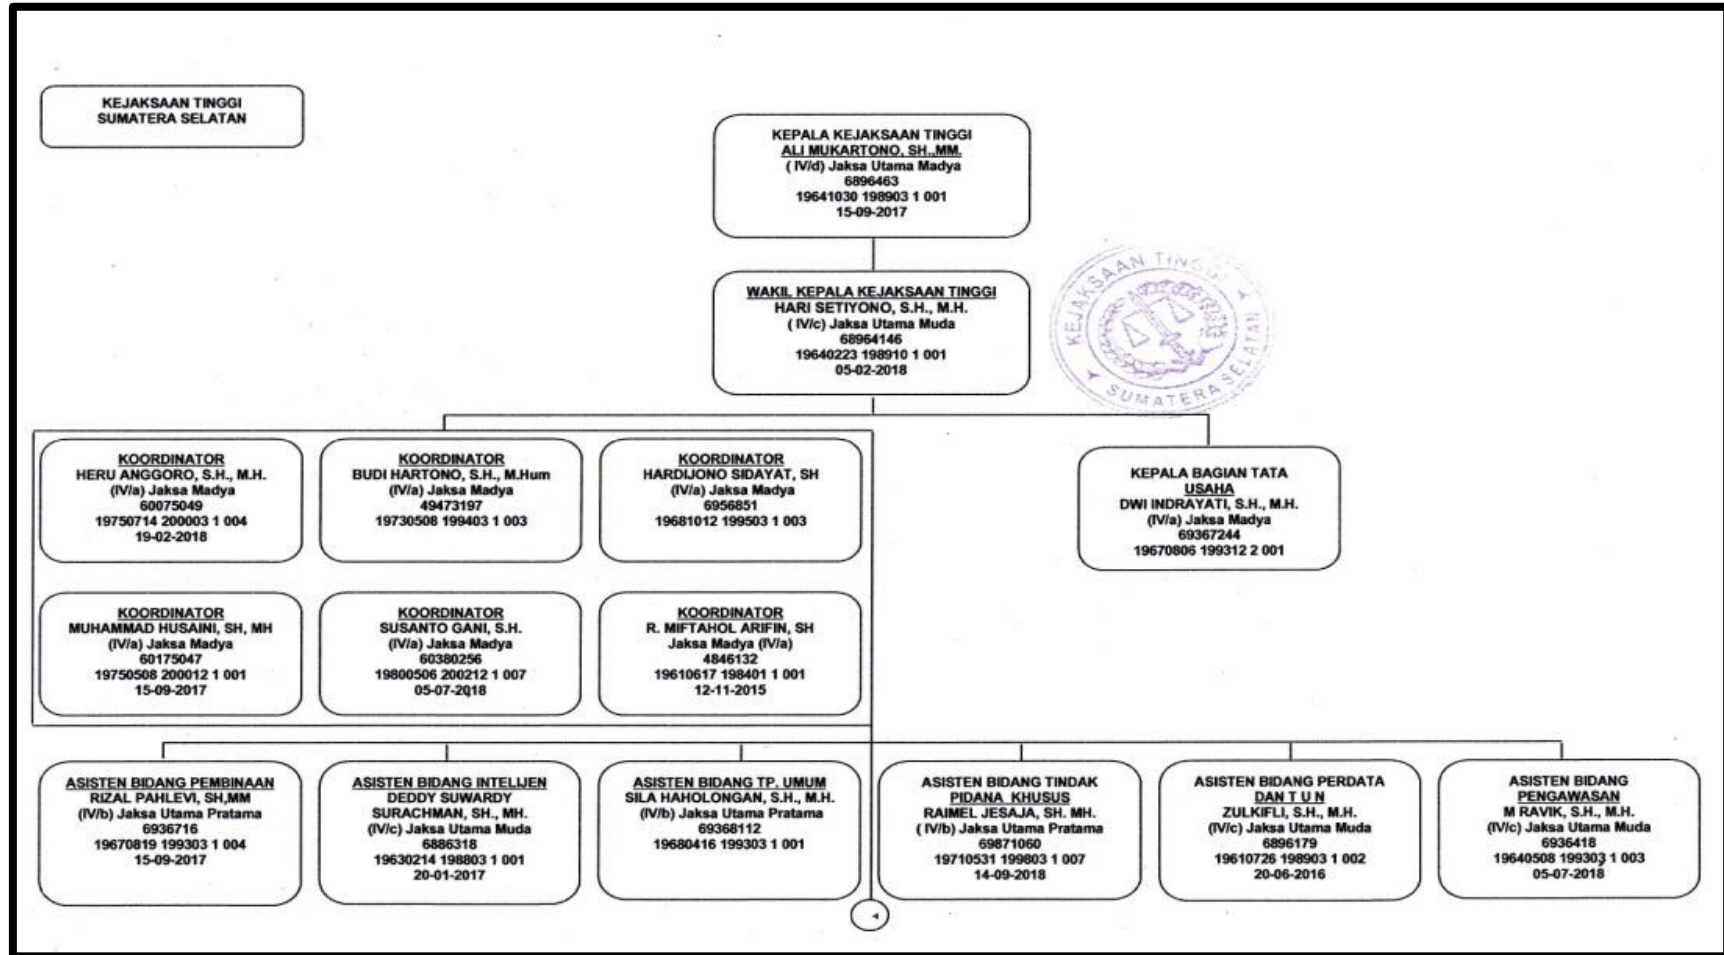 KEJAKSAAN TINGGI
SUMATERA SELATAN
KEPALA KEJAKSAAN TINGGI
ALI MUKARTONO, SH.,MM.
( IV/d) Jaksa Utama Madya
6896463
19641030 198903 1 001
15-09-2017
WAKIL KEPALA KEJAKSAAN TINGGI
HARI SETIYONO, S.H., M.H.
( IV/c) Jaksa Utama Muda
68964146
19640223 198910 1 001
05-02-2018
KEJAKSAAN TINGGI
SUMATERA SELATAN
KOORDINATOR
HERU ANGGORO, S.H., M.H.
(IV/a) Jaksa Madya
60075049
19750714 200003 1 004
19-02-2018
KOORDINATOR
BUDI HARTONO, S.H., M.Hum
(IV/a) Jaksa Madya
49473197
19730508 199403 1 003
KOORDINATOR
HARDIJONO SIDAYAT, SH
(IV/a) Jaksa Madya
6956851
19681012 199503 1 003
KEPALA BAGIAN TATA
USAHA
DWI INDRAYATI, S.H., M.H.
(IV/a) Jaksa Madya
69367244
19670806 199312 2 001
KOORDINATOR
MUHAMMAD HUSAINI, SH, MH
(IV/a) Jaksa Madya
60175047
19750508 200012 1 001
15-09-2017
KOORDINATOR
SUSANTO GANI, S.H.
(IV/a) Jaksa Madya
60380256
19800506 200212 1 007
05-07-2018
KOORDINATOR
R. MIFTAHOL ARIFIN, SH
Jaksa Madya (IV/a)
4846132
19610617 198401 1 001
12-11-2015
ASISTEN BIDANG PEMBINAAN
RIZAL PAHLEVI, SH,MM
(IV/b) Jaksa Utama Pratama
6936716
19670819 199303 1 004
15-09-2017
ASISTEN BIDANG INTELIJEN
DEDDY SUWARDY
SURACHMAN, SH., MH.
(IV/c) Jaksa Utama Muda
6886318
19630214 198803 1 001
20-01-2017
ASISTEN BIDANG TP. UMUM
SILA HAHOLONGAN, S.H., M.H.
(IV/b) Jaksa Utama Pratama
69368112
19680416 199303 1 001
ASISTEN BIDANG TINDAK
PIDANA KHUSUS
RAIMEL JESAJA, SH. MH.
( IV/b) Jaksa Utama Pratama
69871060
19710531 199803 1 007
14-09-2018
ASISTEN BIDANG PERDATA
DAN T U N
ZULKIFLI, S.H., M.H.
(IV/c) Jaksa Utama Muda
6896179
19610726 198903 1 002
20-06-2016
ASISTEN BIDANG
PENGAWASAN
M RAVIK, S.H., M.H.
(IV/c) Jaksa Utama Muda
6936418
19640508 199303 1 003
05-07-2018